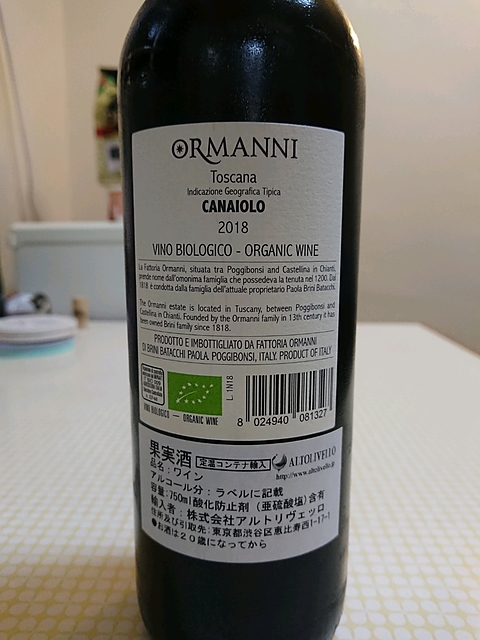 ORMANNI
Toscana
Indicazione Geografica Tipica
CANAIOLO
2018
VINO BIOLOGICO - ORGANIC WINE
La Fattoria Ormanni, situata tra Poggibonsi and Castellina in Chianti,
prende nome dall'omonima famiglia che possedeva la tenuta nel 1200. Dal
1818 è condotta dalla famiglia dell'attuale proprietario Paola Brini Batacchi.
The Ormanni estate is located in Tuscany, between Poggibonsi and
Castellina in Chianti. Founded by the Ormanni family in 13th century it has
been owned Brini family since 1818.
PRODOTTO E IMBOTTIGLIATO DA FATTORIA ORMANNI
DI BRINI BATACCHI PAOLA. POGGIBONSI, ITALY. PRODUCT OF ITALY
L. 1N18
VINO BIOLOGICO - ORGANIC WINE
8 024940 081327
果実酒 定温コンテナ輸入 ALTOLIVELLO
品名：ワイン http://www.altolivello.jp
アルコール分：ラベルに記載
容量：750ml 酸化防止剤（亜硫酸塩）含有
輸入者：株式会社アルトリヴェッロ
住所及び引取先：東京都渋谷区恵比寿西1-17-1
●お酒は２０歳になってから